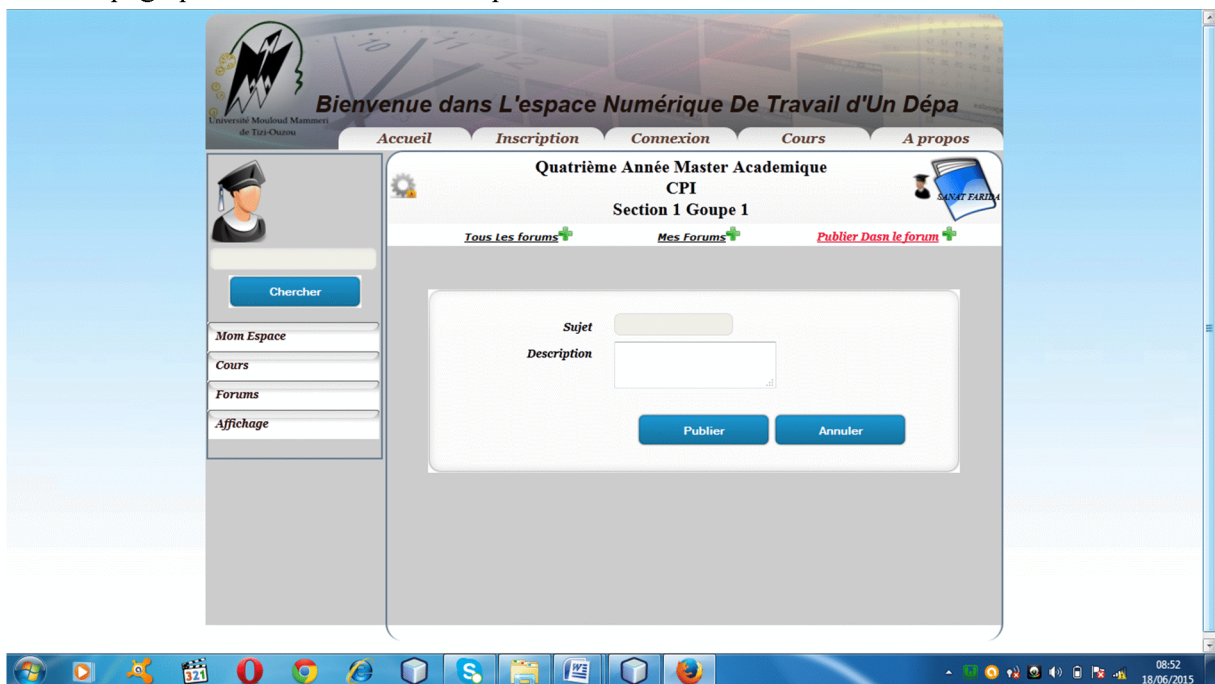 Bienvenue dans L'espace Numérique De Travail d'Un Dépa
Université Mouloud Mammeri
de Tizi-Ouzou
Accueil Inscription Connexion Cours A propos
Quatrième Année Master Academique
CPI
Section 1 Goupe 1
SANAT FARIDA
Tous Les forums Mes Forums Publier Dasn le forum
Chercher
Mom Espace
Cours
Forums
Affichage
Sujet
Description
Publier Annuler
321
08:52
18/06/2015